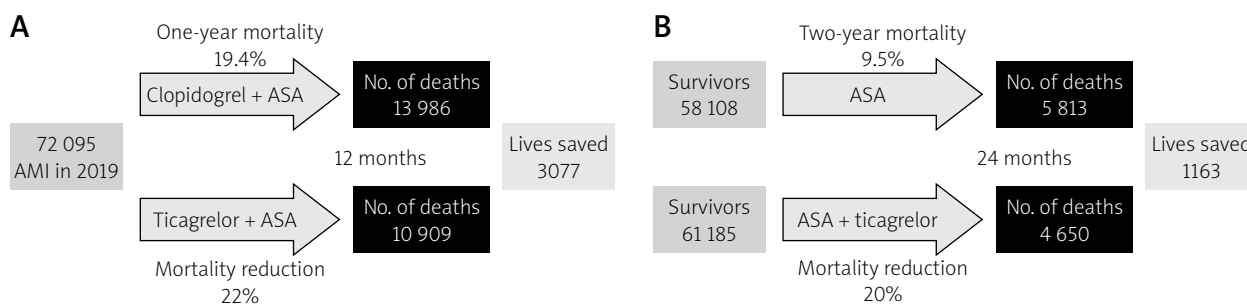 A
One-year mortality
19.4%
Clopidogrel + ASA
No. of deaths
13 986
72 095
AMI in 2019
12 months
Lives saved
3077
Ticagrelor + ASA
No. of deaths
10 909
Mortality reduction
22%
B
Two-year mortality
9.5%
Survivors
58 108
ASA
No. of deaths
5 813
24 months
Lives saved
1163
Survivors
61 185
ASA + ticagrelor
No. of deaths
4 650
Mortality reduction
20%